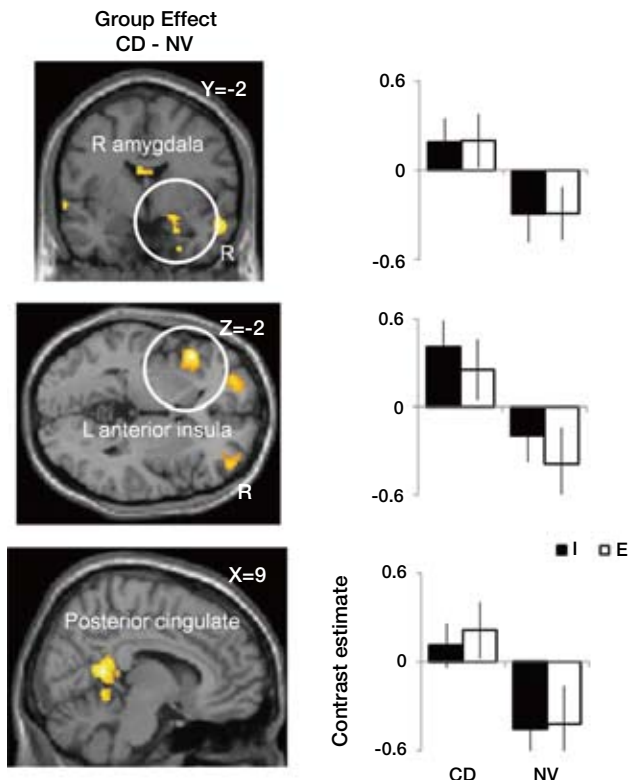 Group Effect
CD - NV
Y=-2
R amygdala
R
0.6
0
-0.6
Z=-2
L anterior insula
R
0.6
0
-0.6
I E
X=9
Posterior cingulate
Contrast estimate
0.6
0
-0.6
CD NV